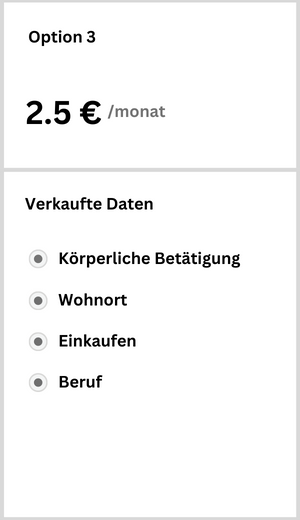 Option 3
2.5 € /monat
Verkaufte Daten
Körperliche Betätigung
Wohnort
Einkaufen
Beruf